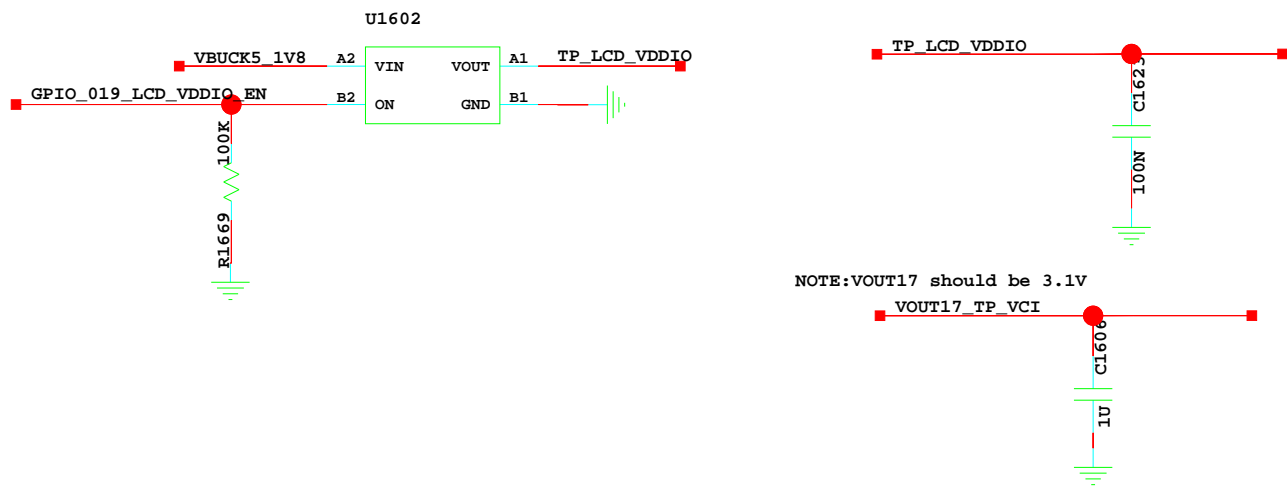 U1602
VBUCK5_1V8
A2
VIN
VOUT
A1
TP_LCD_VDDIO
GPIO_019_LCD_VDDIO_EN
B2
ON
GND
B1
100K
R1669
TP_LCD_VDDIO
C1623
100N
NOTE:VOUT17 should be 3.1V
VOUT17_TP_VCI
C1606
1U